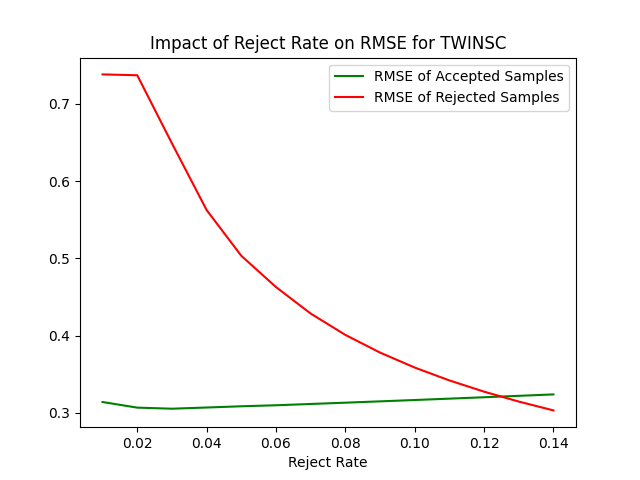 Impact of Reject Rate on RMSE for TWINSC
RMSE of Accepted Samples
RMSE of Rejected Samples
0.7
0.6
0.5
0.4
0.3
0.02 0.04 0.06 0.08 0.10 0.12 0.14
Reject Rate